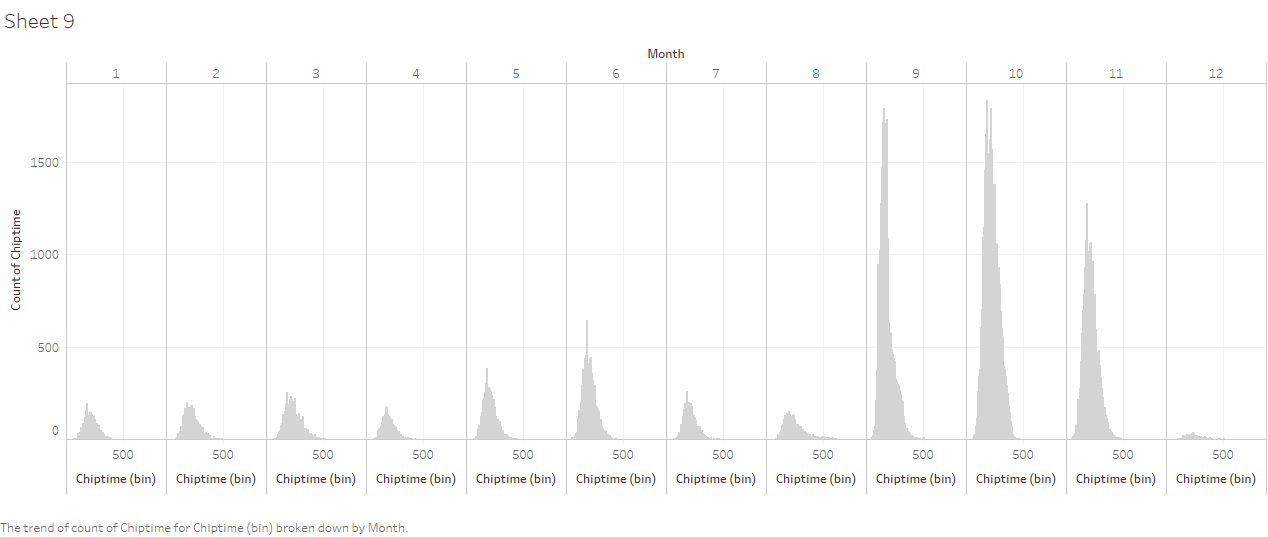 Sheet 9
Month
1 2 3 4 5 6 7 8 9 10 11 12
1500
1000
500
0
Count of Chiptime
500 500 500 500 500 500 500 500 500 500 500 500
Chiptime (bin) Chiptime (bin) Chiptime (bin) Chiptime (bin) Chiptime (bin) Chiptime (bin) Chiptime (bin) Chiptime (bin) Chiptime (bin) Chiptime (bin) Chiptime (bin) Chiptime (bin)
The trend of count of Chiptime for Chiptime (bin) broken down by Month.